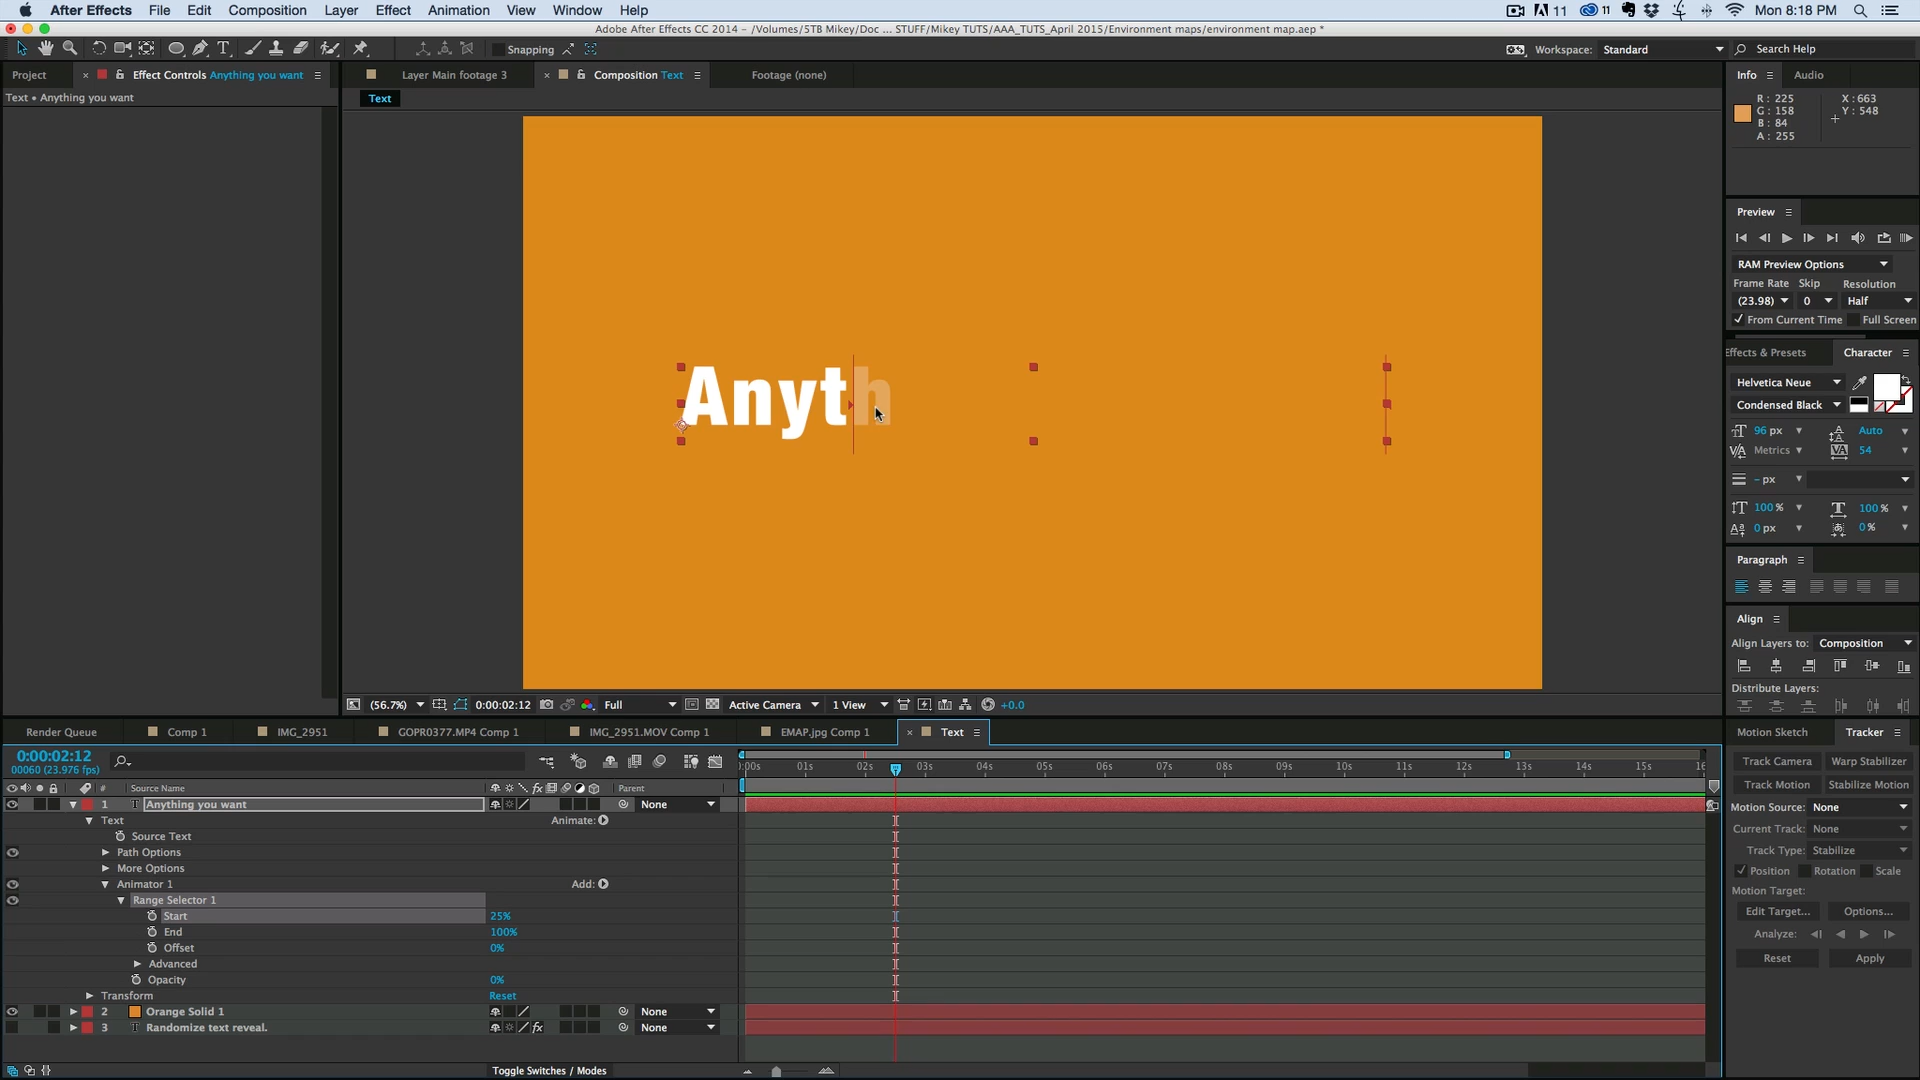 After Effects File Edit Composition Layer Effect Animation View Window Help
11 11 Mon 8:18 PM
Adobe After Effects CC 2014 - /Volumes/5TB Mikey/Doc ... STUFF/Mikey TUTS/AAA_TUTS_April 2015/Environment maps/environment map.aep *
Snapping Workspace: Standard Search Help
Project × Effect Controls Anything you want Layer Main footage 3 × Composition Text Footage (none) Info Audio
Text • Anything you want
Text
R: 225 X: 663
G: 158 Y: 548
B: 84
A: 255
Preview
RAM Preview Options
Frame Rate Skip Resolution
(23.98) 0 Half
From Current Time Full Screen
Effects & Presets Character
Helvetica Neue
Condensed Black
96 px Auto
Metrics 54
- px
100 % 100 %
0 px 0 %
Paragraph
Align
Align Layers to: Composition
Distribute Layers:
Anyth
(56.7%) 0:00:02:12 Full Active Camera 1 View +0.0
Render Queue Comp 1 IMG_2951 GOPR0377.MP4 Comp 1 IMG_2951.MOV Comp 1 EMAP.jpg Comp 1 × Text
0:00:02:12
00060 (23.976 fps)
:00s 01s 02s 03s 04s 05s 06s 07s 08s 09s 10s 11s 12s 13s 14s 15s 16
# Source Name Parent
1 T Anything you want None
Text Animate:
Source Text
Path Options
More Options
Animator 1 Add:
Range Selector 1
Start 25%
End 100%
Offset 0%
Advanced
Opacity 0%
Transform Reset
2 Orange Solid 1 None
3 T Randomize text reveal. fx None
Toggle Switches / Modes
Motion Sketch Tracker
Track Camera Warp Stabilizer
Track Motion Stabilize Motion
Motion Source: None
Current Track: None
Track Type: Stabilize
Position Rotation Scale
Motion Target:
Edit Target... Options...
Analyze:
Reset Apply